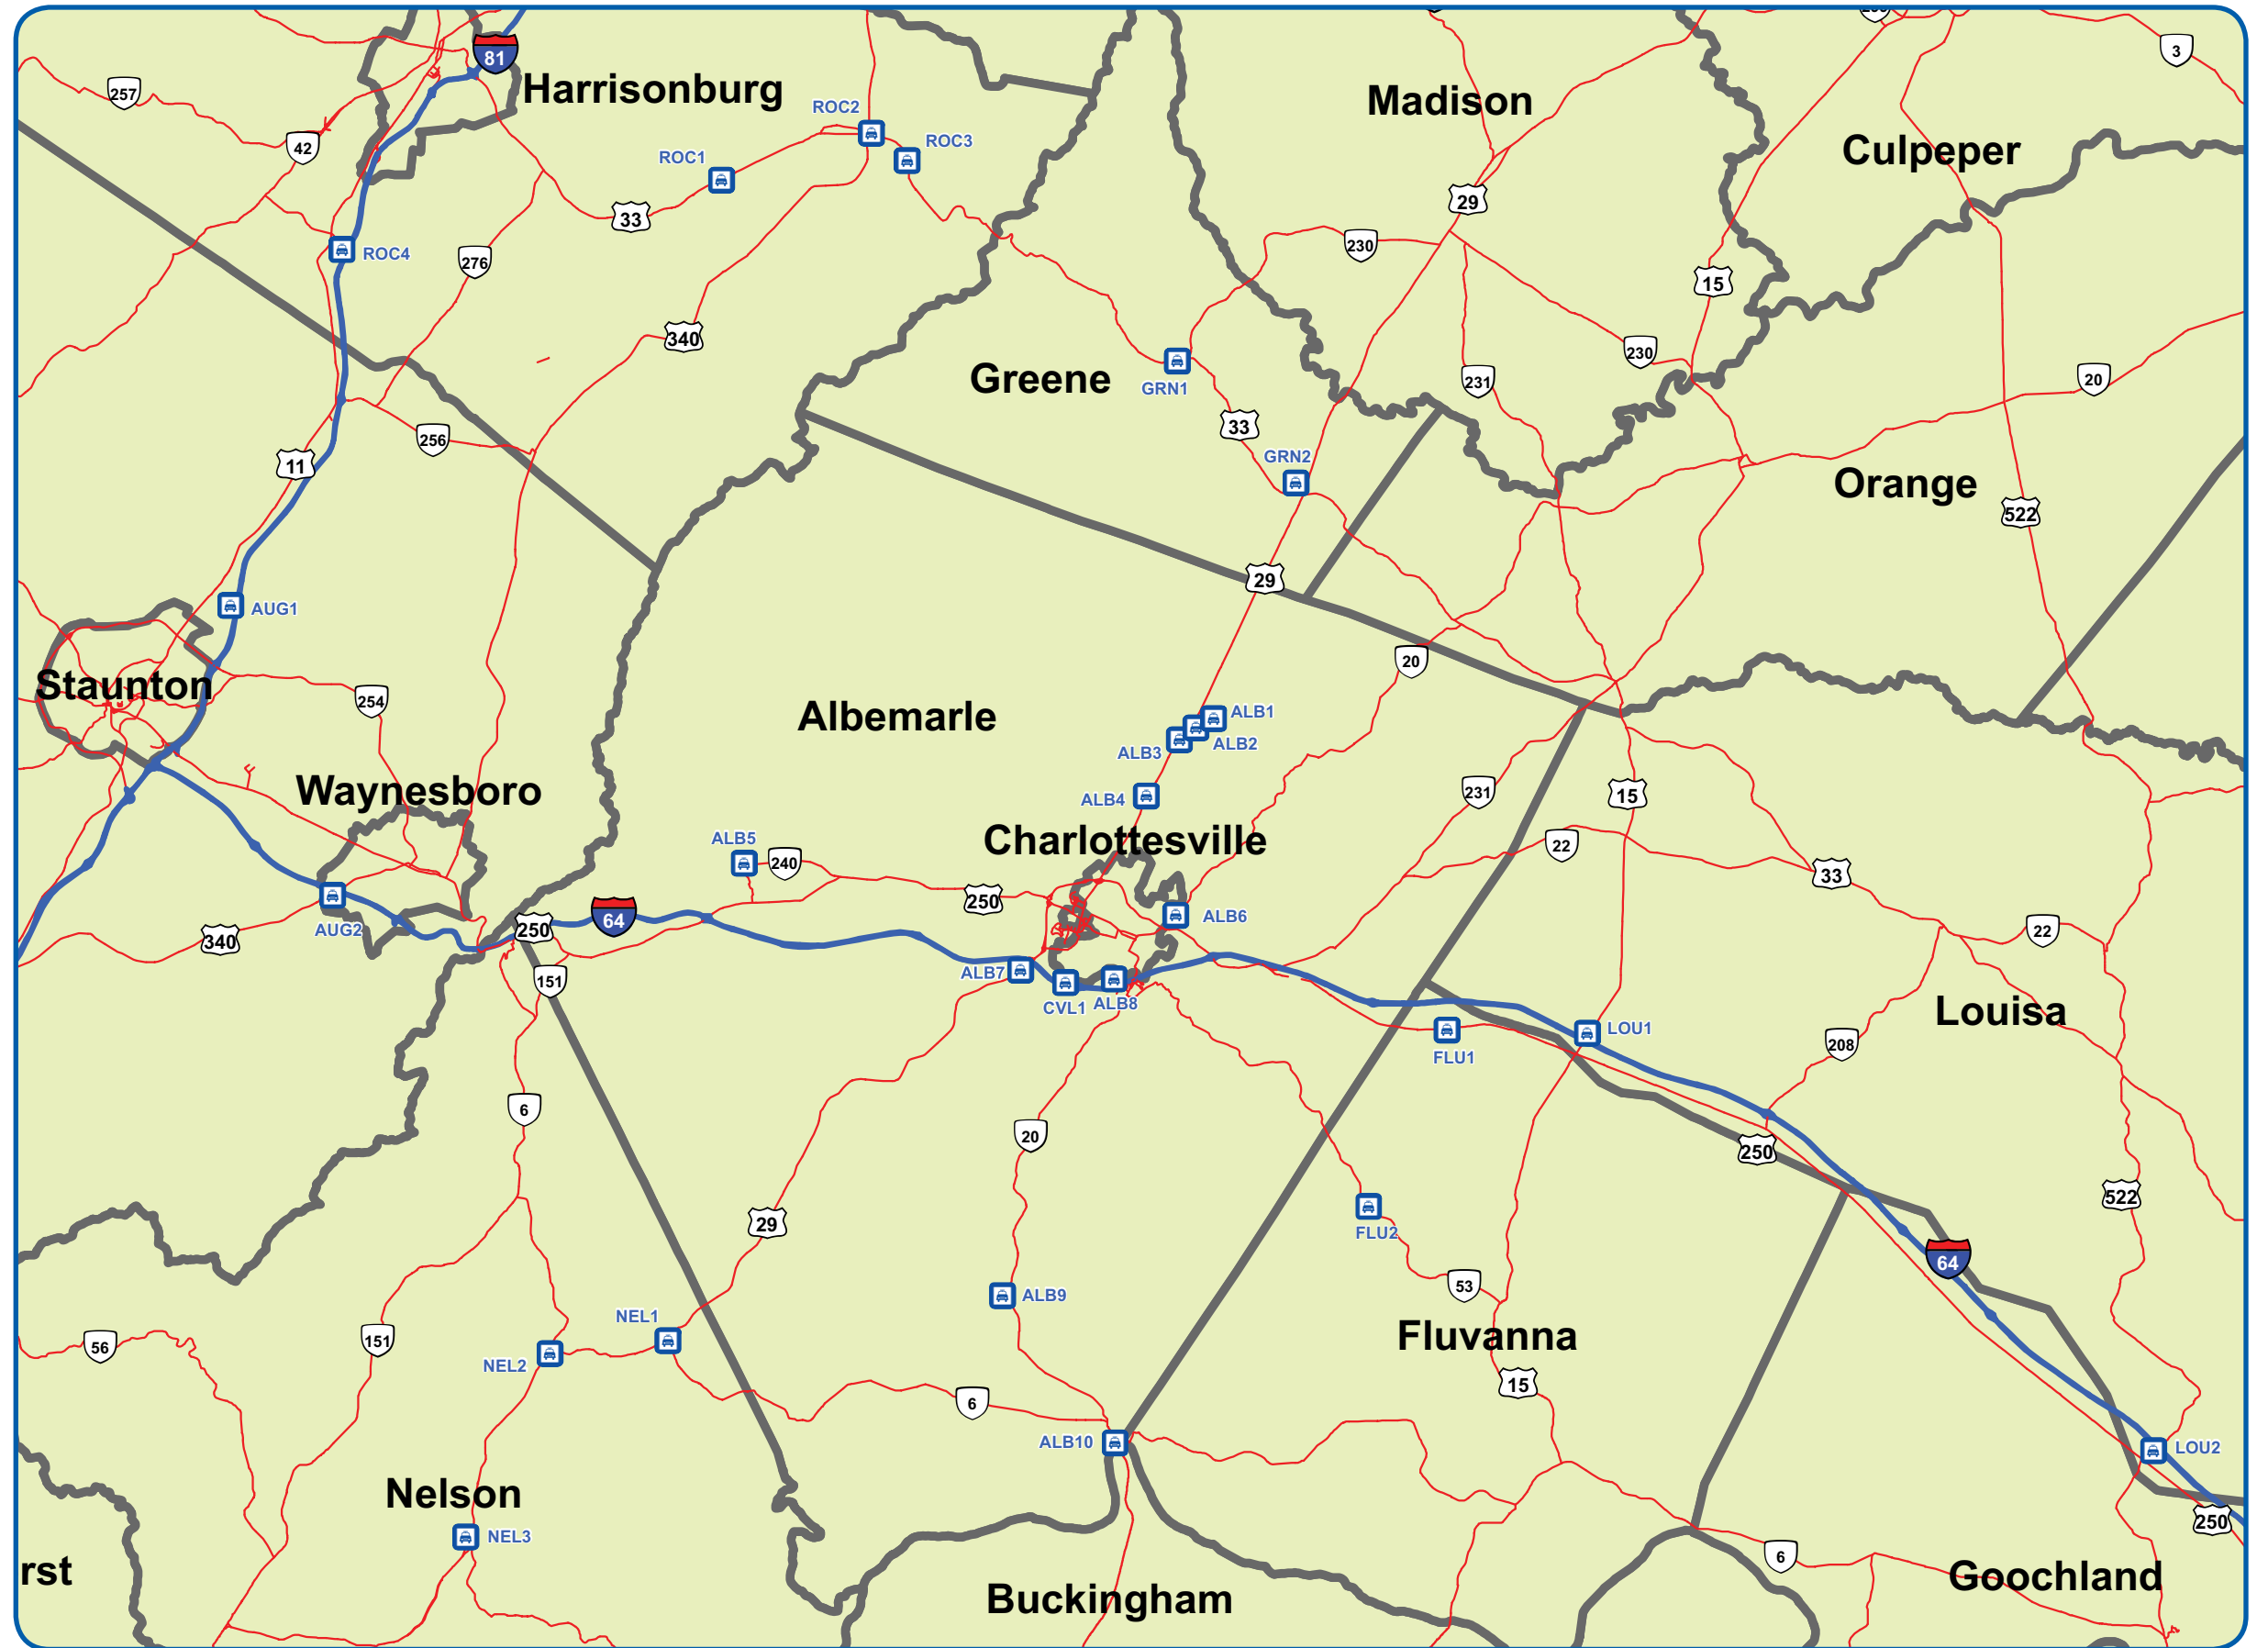 81
3
Harrisonburg
257
Madison
ROC2
ROC3
42
Culpeper
ROC1
29
33
230
ROC4
276
15
340
230
Greene
GRN1
231
20
33
256
GRN2
11
Orange
522
29
AUG1
20
Staunton
254
Albemarle
ALB1
ALB2
ALB3
Waynesboro
231
15
ALB4
Charlottesville
ALB5
240
22
33
250
64
ALB6
AUG2
250
340
22
ALB7
151
CVL1
ALB8
Louisa
LOU1
208
FLU1
6
20
250
522
29
FLU2
64
53
ALB9
NEL1
Fluvanna
151
56
NEL2
15
6
ALB10
LOU2
Nelson
250
NEL3
6
rst
Goochland
Buckingham